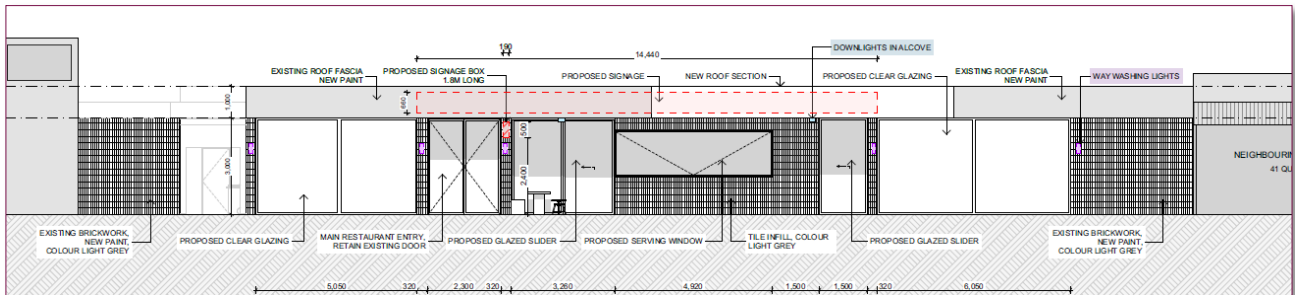 190
14,440
DOWNLIGHTS IN ALCOVE
EXISTING ROOF FASCIA
NEW PAINT
PROPOSED SIGNAGE BOX
1.8M LONG
PROPOSED SIGNAGE
NEW ROOF SECTION
PROPOSED CLEAR GLAZING
EXISTING ROOF FASCIA
NEW PAINT
WAY WASHING LIGHTS
1,000
660
500
3,000
2,400
NEIGHBOURIN
41 QU
EXISTING BRICKWORK,
NEW PAINT,
COLOUR LIGHT GREY
PROPOSED CLEAR GLAZING
MAIN RESTAURANT ENTRY,
RETAIN EXISTING DOOR
PROPOSED GLAZED SLIDER
PROPOSED SERVING WINDOW
TILE INFILL, COLOUR
LIGHT GREY
PROPOSED GLAZED SLIDER
EXISTING BRICKWORK,
NEW PAINT,
COLOUR LIGHT GREY
5,050
320
2,300
320
3,260
4,920
1,500
1,500
320
6,050